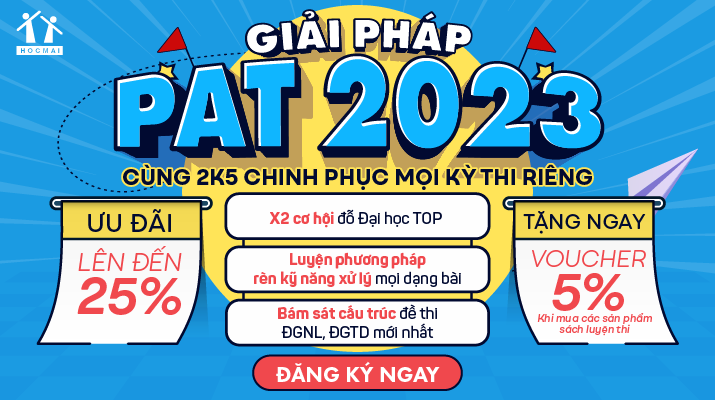 HOCMAI
GIẢI PHÁP
PAT 2023
CÙNG 2K5 CHINH PHỤC MỌI KỲ THI RIÊNG
ƯU ĐÃI
LÊN ĐẾN
25%
X2 cơ hội đỗ Đại học TOP
Luyện phương pháp
rèn kỹ năng xử lý mọi dạng bài
Bám sát cấu trúc đề thi
ĐGNL, ĐGTD mới nhất
TẶNG NGAY
VOUCHER
5%
Khi mua các sản phẩm
sách luyện thi
ĐĂNG KÝ NGAY